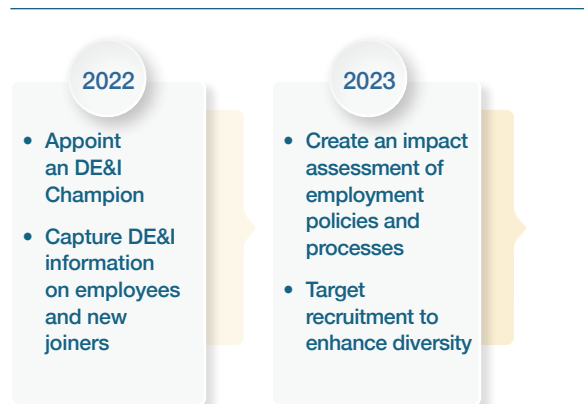 2022
• Appoint
an DE&I
Champion
• Capture DE&I
information
on employees
and new
joiners
2023
• Create an impact
assessment of
employment
policies and
processes
• Target
recruitment to
enhance diversity